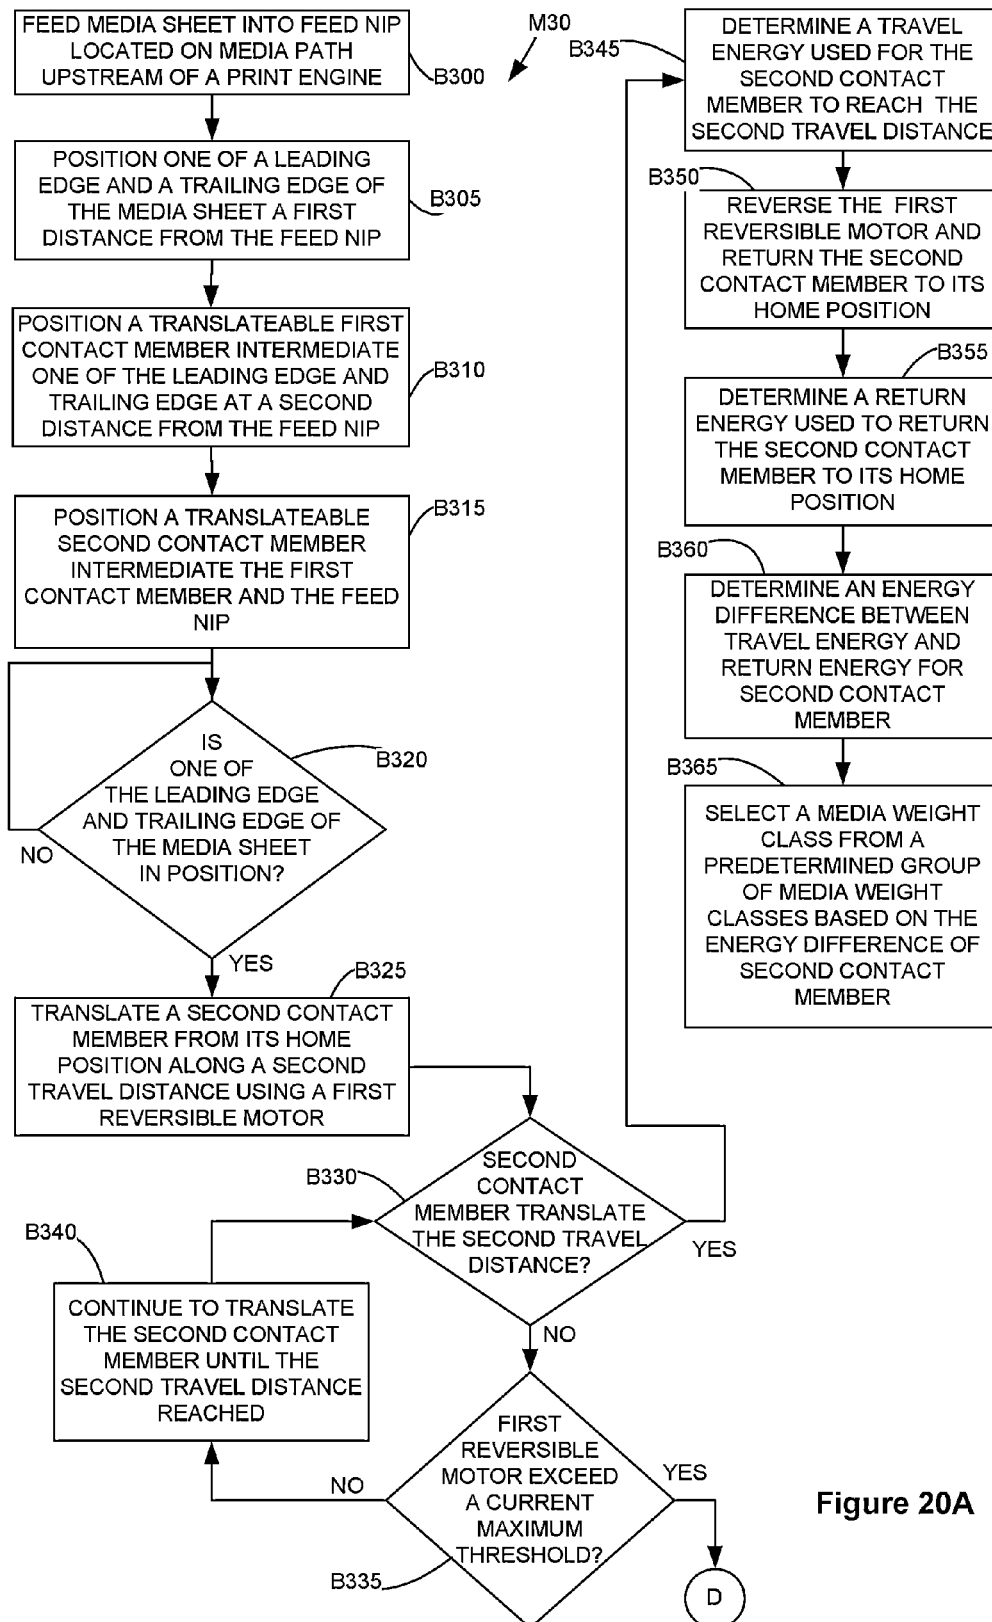 FEED MEDIA SHEET INTO FEED NIP
LOCATED ON MEDIA PATH
UPSTREAM OF A PRINT ENGINE
B300
M30
POSITION ONE OF A LEADING
EDGE AND A TRAILING EDGE OF
THE MEDIA SHEET A FIRST
DISTANCE FROM THE FEED NIP
B305
POSITION A TRANSLATEABLE FIRST
CONTACT MEMBER INTERMEDIATE
ONE OF THE LEADING EDGE AND
TRAILING EDGE AT A SECOND
DISTANCE FROM THE FEED NIP
B310
POSITION A TRANSLATEABLE
SECOND CONTACT MEMBER
INTERMEDIATE THE FIRST
CONTACT MEMBER AND THE FEED
NIP
B315
IS
ONE OF
THE LEADING EDGE
AND TRAILING EDGE OF
THE MEDIA SHEET
IN POSITION?
B320
NO
YES
TRANSLATE A SECOND CONTACT
MEMBER FROM ITS HOME
POSITION ALONG A SECOND
TRAVEL DISTANCE USING A FIRST
REVERSIBLE MOTOR
B325
SECOND
CONTACT
MEMBER TRANSLATE
THE SECOND TRAVEL
DISTANCE?
B330
YES
NO
FIRST
REVERSIBLE
MOTOR EXCEED
A CURRENT
MAXIMUM
THRESHOLD?
B335
NO
YES
D
CONTINUE TO TRANSLATE
THE SECOND CONTACT
MEMBER UNTIL THE
SECOND TRAVEL DISTANCE
REACHED
B340
DETERMINE A TRAVEL
ENERGY USED FOR THE
SECOND CONTACT
MEMBER TO REACH THE
SECOND TRAVEL DISTANCE
B345
REVERSE THE FIRST
REVERSIBLE MOTOR AND
RETURN THE SECOND
CONTACT MEMBER TO ITS
HOME POSITION
B350
DETERMINE A RETURN
ENERGY USED TO RETURN
THE SECOND CONTACT
MEMBER TO ITS HOME
POSITION
B355
DETERMINE AN ENERGY
DIFFERENCE BETWEEN
TRAVEL ENERGY AND
RETURN ENERGY FOR
SECOND CONTACT
MEMBER
B360
SELECT A MEDIA WEIGHT
CLASS FROM A
PREDETERMINED GROUP
OF MEDIA WEIGHT
CLASSES BASED ON THE
ENERGY DIFFERENCE OF
SECOND CONTACT
MEMBER
B365
Figure 20A